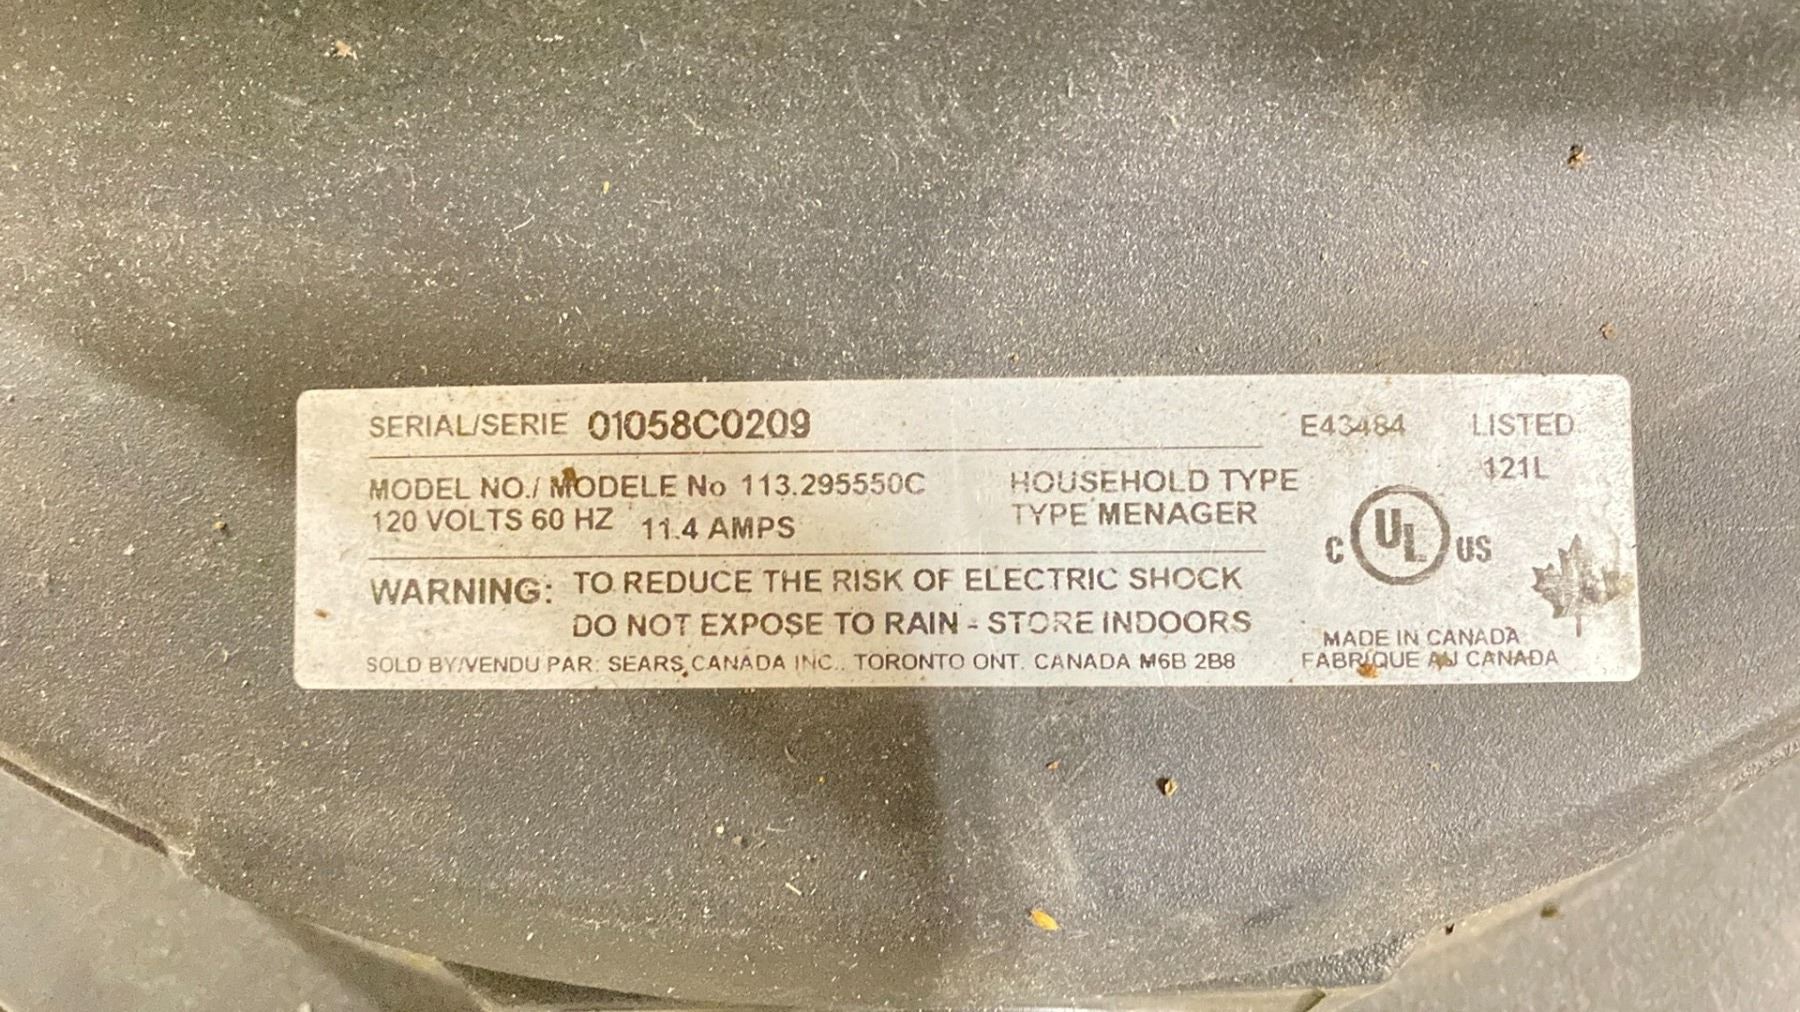 SERIAL/SERIE 01058C0209
MODEL NO./ MODELE No 113.295550C
120 VOLTS 60 HZ 11.4 AMPS
HOUSEHOLD TYPE
TYPE MENAGER
WARNING: TO REDUCE THE RISK OF ELECTRIC SHOCK
DO NOT EXPOSE TO RAIN - STORE INDOORS
SOLD BY/VENDU PAR: SEARS CANADA INC., TORONTO ONT. CANADA M6B 2B8
E43484 LISTED
121L
C UL US
MADE IN CANADA
FABRIQUE AU CANADA